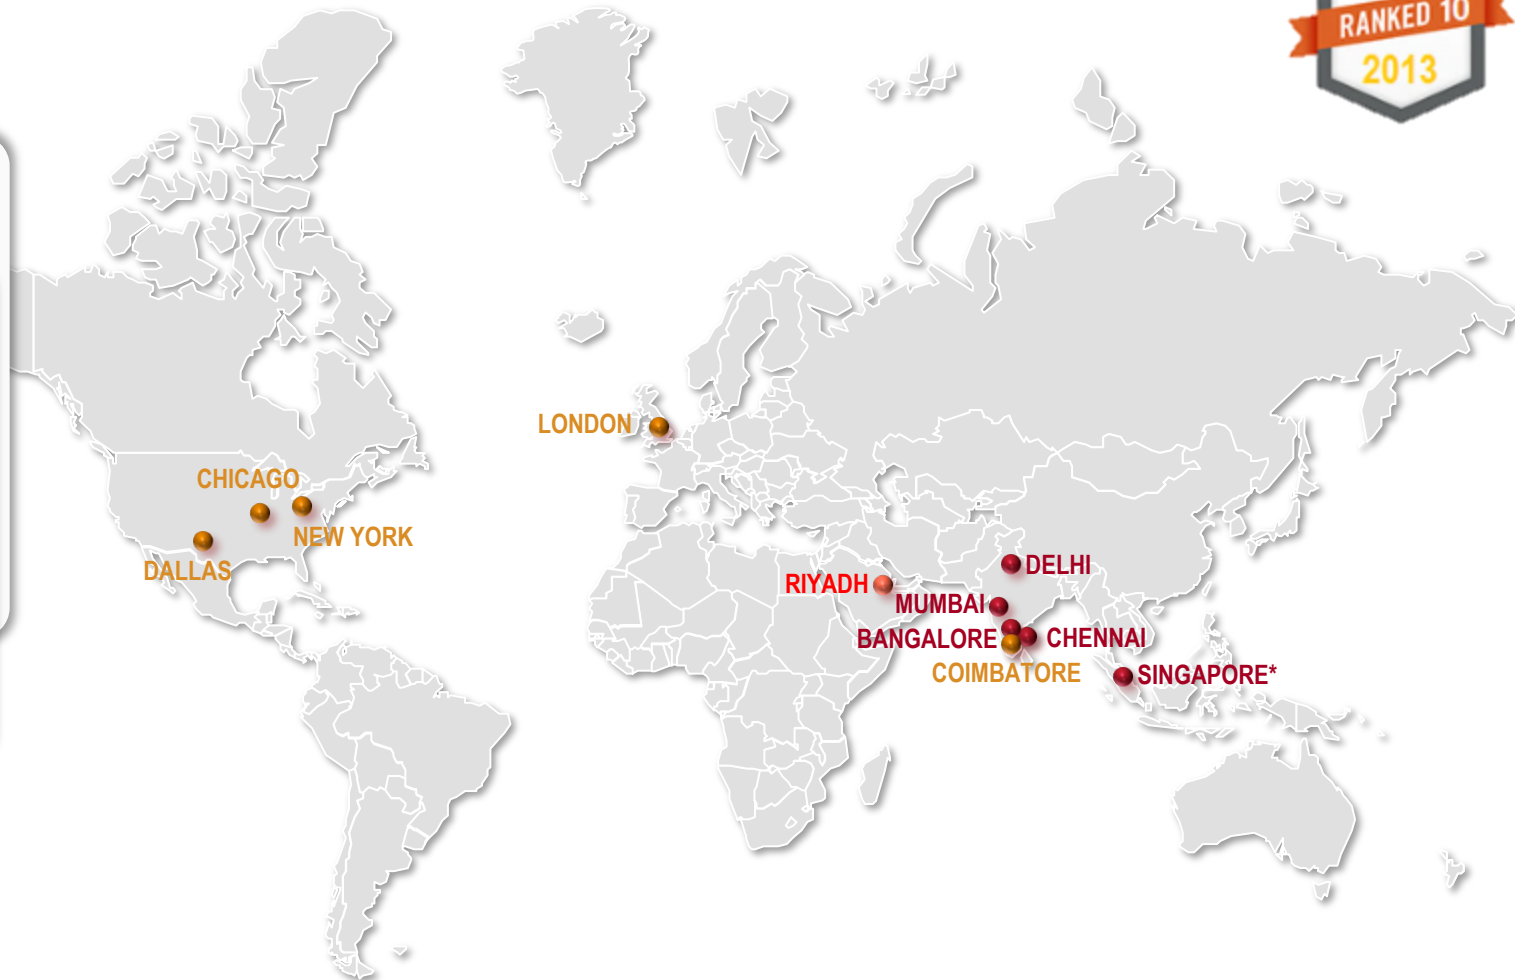 RANKED 10
2013
LONDON
CHICAGO
NEW YORK
DALLAS
RIYADH
DELHI
MUMBAI
BANGALORE
CHENNAI
COIMBATORE
SINGAPORE*